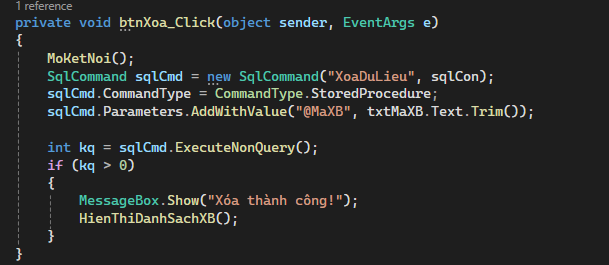 1 reference
private void btnXoa_Click(object sender, EventArgs e)
{
MoKetNoi();
SqlCommand sqlCmd = new SqlCommand("XoaDuLieu", sqlCon);
sqlCmd.CommandType = CommandType.StoredProcedure;
sqlCmd.Parameters.AddWithValue("@MaXB", txtMaXB.Text.Trim());
int kq = sqlCmd.ExecuteNonQuery();
if (kq > 0)
{
MessageBox.Show("Xóa thành công!");
HienThiDanhSachXB();
}
}